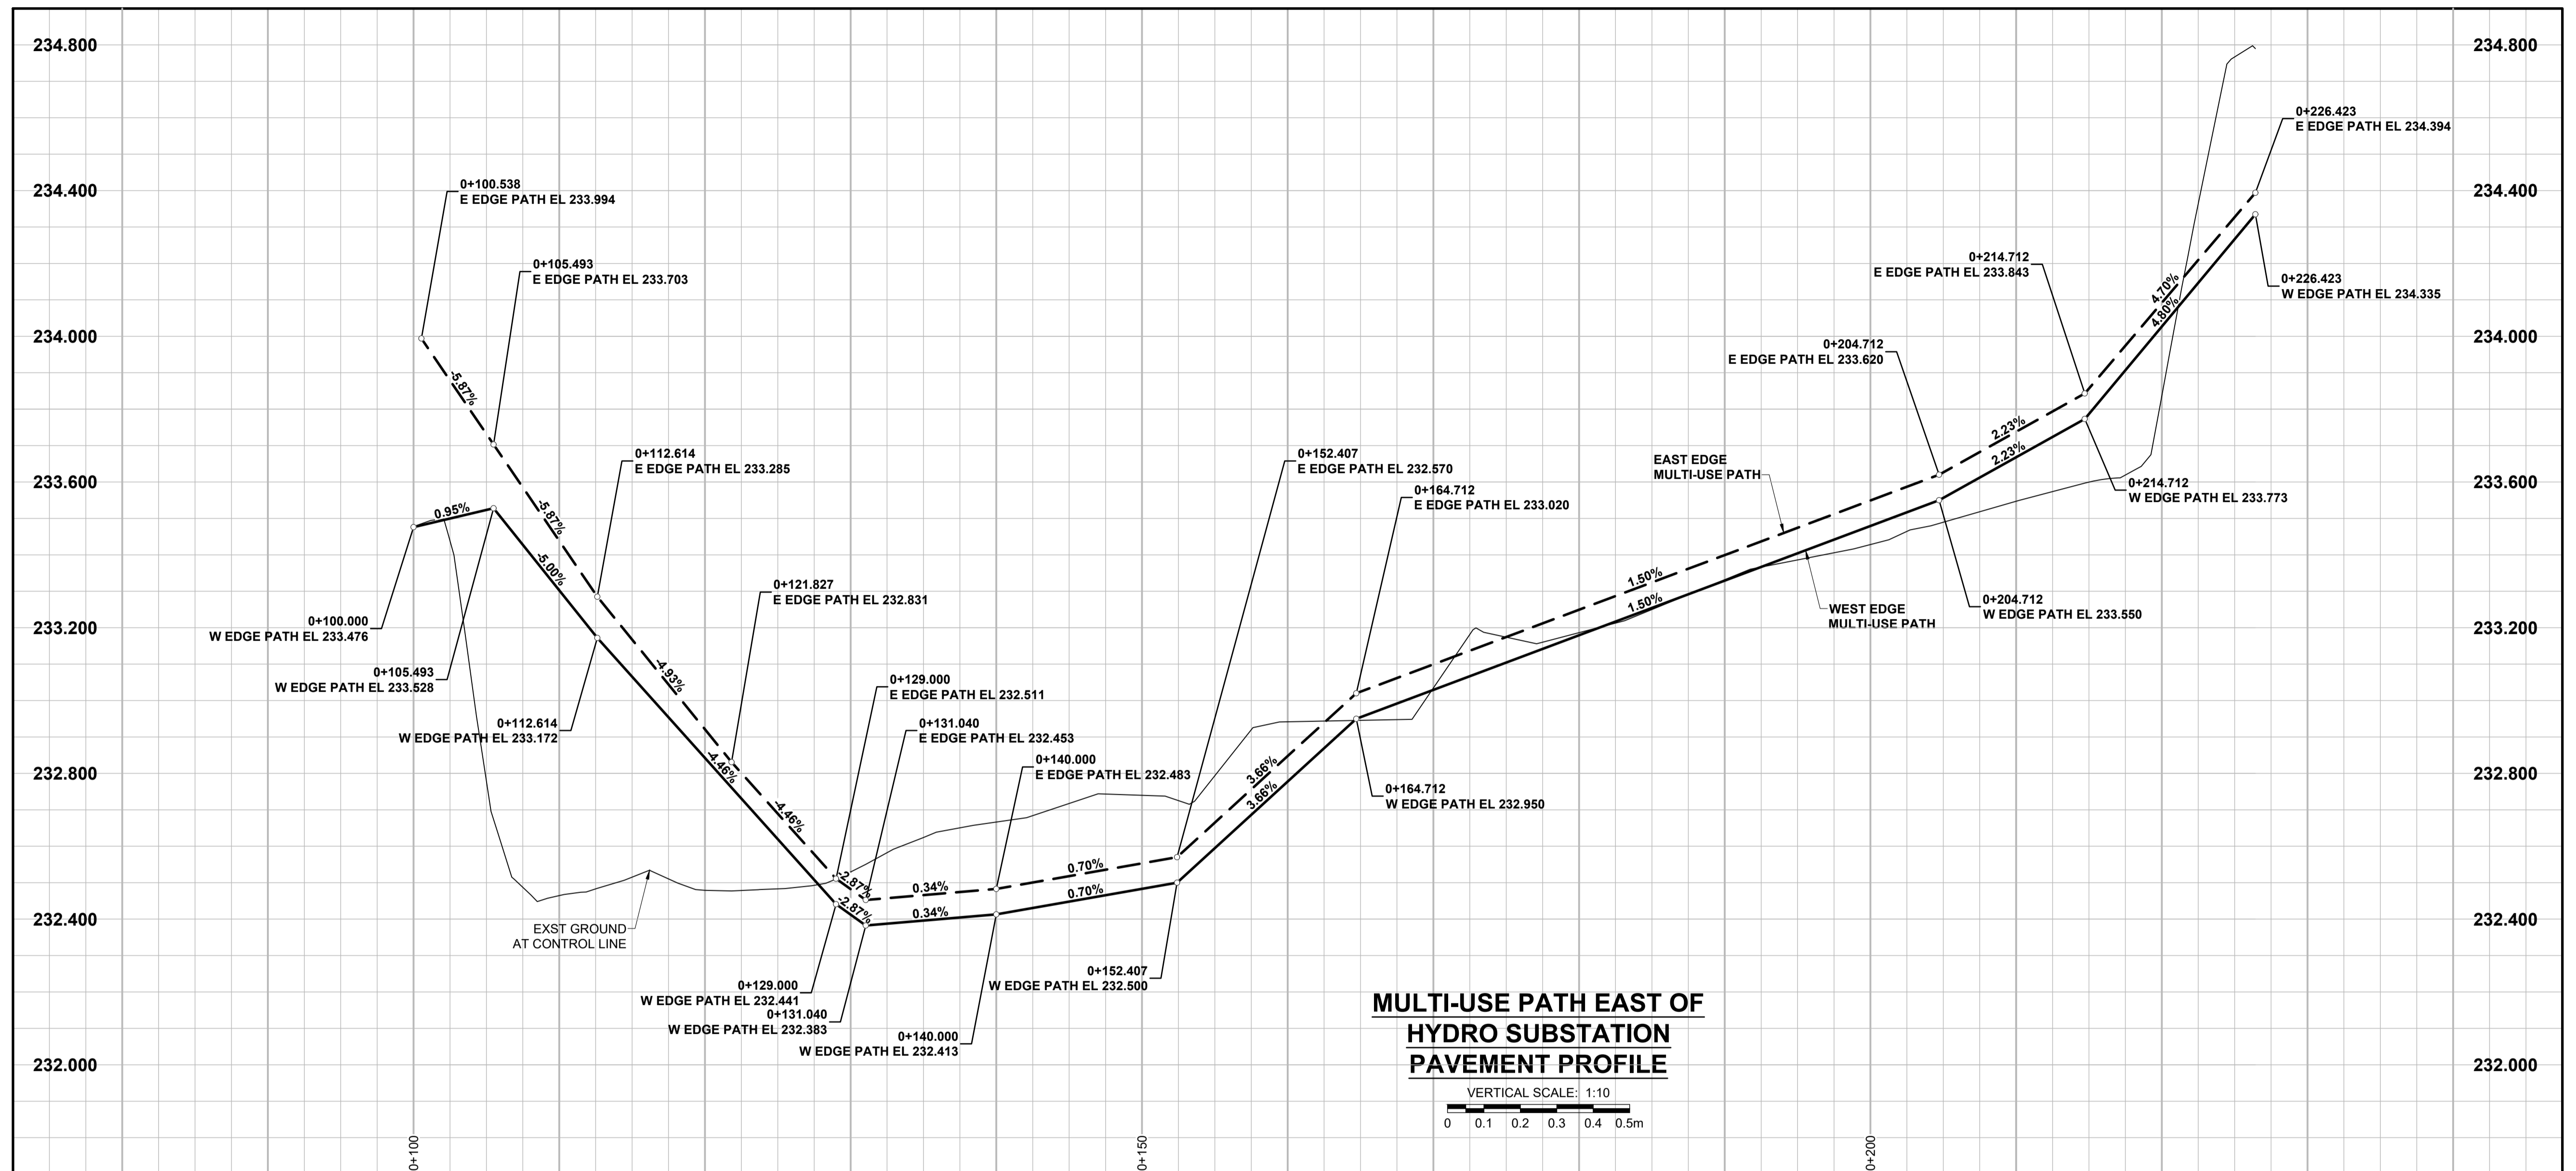 234.800
234.800
0+226.423
E EDGE PATH EL 234.394
234.400
0+100.538
E EDGE PATH EL 233.994
234.400
0+105.493
E EDGE PATH EL 233.703
0+214.712
E EDGE PATH EL 233.843
4.70%
4.80%
0+226.423
W EDGE PATH EL 234.335
234.000
234.000
0+204.712
E EDGE PATH EL 233.620
-5.87%
2.23%
2.23%
0+112.614
E EDGE PATH EL 233.285
0+152.407
E EDGE PATH EL 232.570
EAST EDGE
MULTI-USE PATH
233.600
233.600
0+164.712
E EDGE PATH EL 233.020
0+214.712
W EDGE PATH EL 233.773
0.95%
-5.87%
-5.00%
0+121.827
E EDGE PATH EL 232.831
1.50%
1.50%
WEST EDGE
MULTI-USE PATH
0+204.712
W EDGE PATH EL 233.550
0+100.000
W EDGE PATH EL 233.476
233.200
233.200
0+105.493
W EDGE PATH EL 233.528
-4.93%
0+129.000
E EDGE PATH EL 232.511
0+112.614
W EDGE PATH EL 233.172
0+131.040
E EDGE PATH EL 232.453
-4.46%
0+140.000
E EDGE PATH EL 232.483
3.66%
3.66%
232.800
232.800
0+164.712
W EDGE PATH EL 232.950
-4.46%
-2.87%
-2.87%
0.34%
0.34%
0.70%
0.70%
232.400
232.400
EXST GROUND
AT CONTROL LINE
0+129.000
W EDGE PATH EL 232.441
0+131.040
W EDGE PATH EL 232.383
0+140.000
W EDGE PATH EL 232.413
0+152.407
W EDGE PATH EL 232.500
232.000
232.000
MULTI-USE PATH EAST OF
HYDRO SUBSTATION
PAVEMENT PROFILE
VERTICAL SCALE: 1:10
0 0.1 0.2 0.3 0.4 0.5m
0+100
0+150
0+200